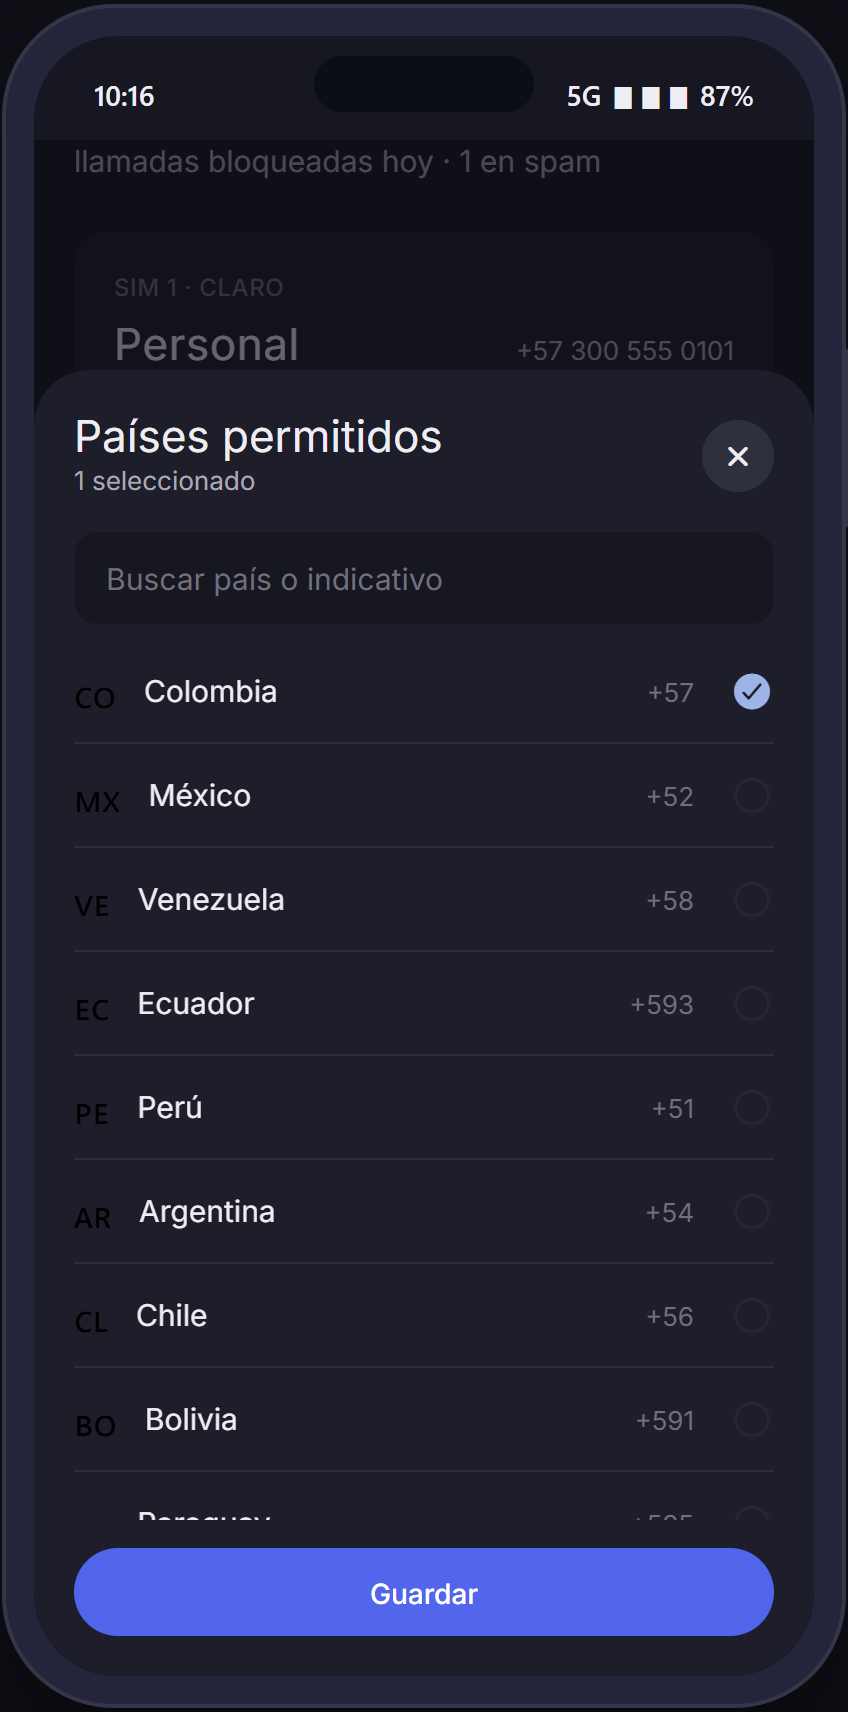 10:16 5G 87%
llamadas bloqueadas hoy · 1 en spam
SIM 1 · CLARO
Personal +57 300 555 0101
Países permitidos
1 seleccionado
Buscar país o indicativo
CO Colombia +57
MX México +52
VE Venezuela +58
EC Ecuador +593
PE Perú +51
AR Argentina +54
CL Chile +56
BO Bolivia +591
Paraguay +595
Guardar